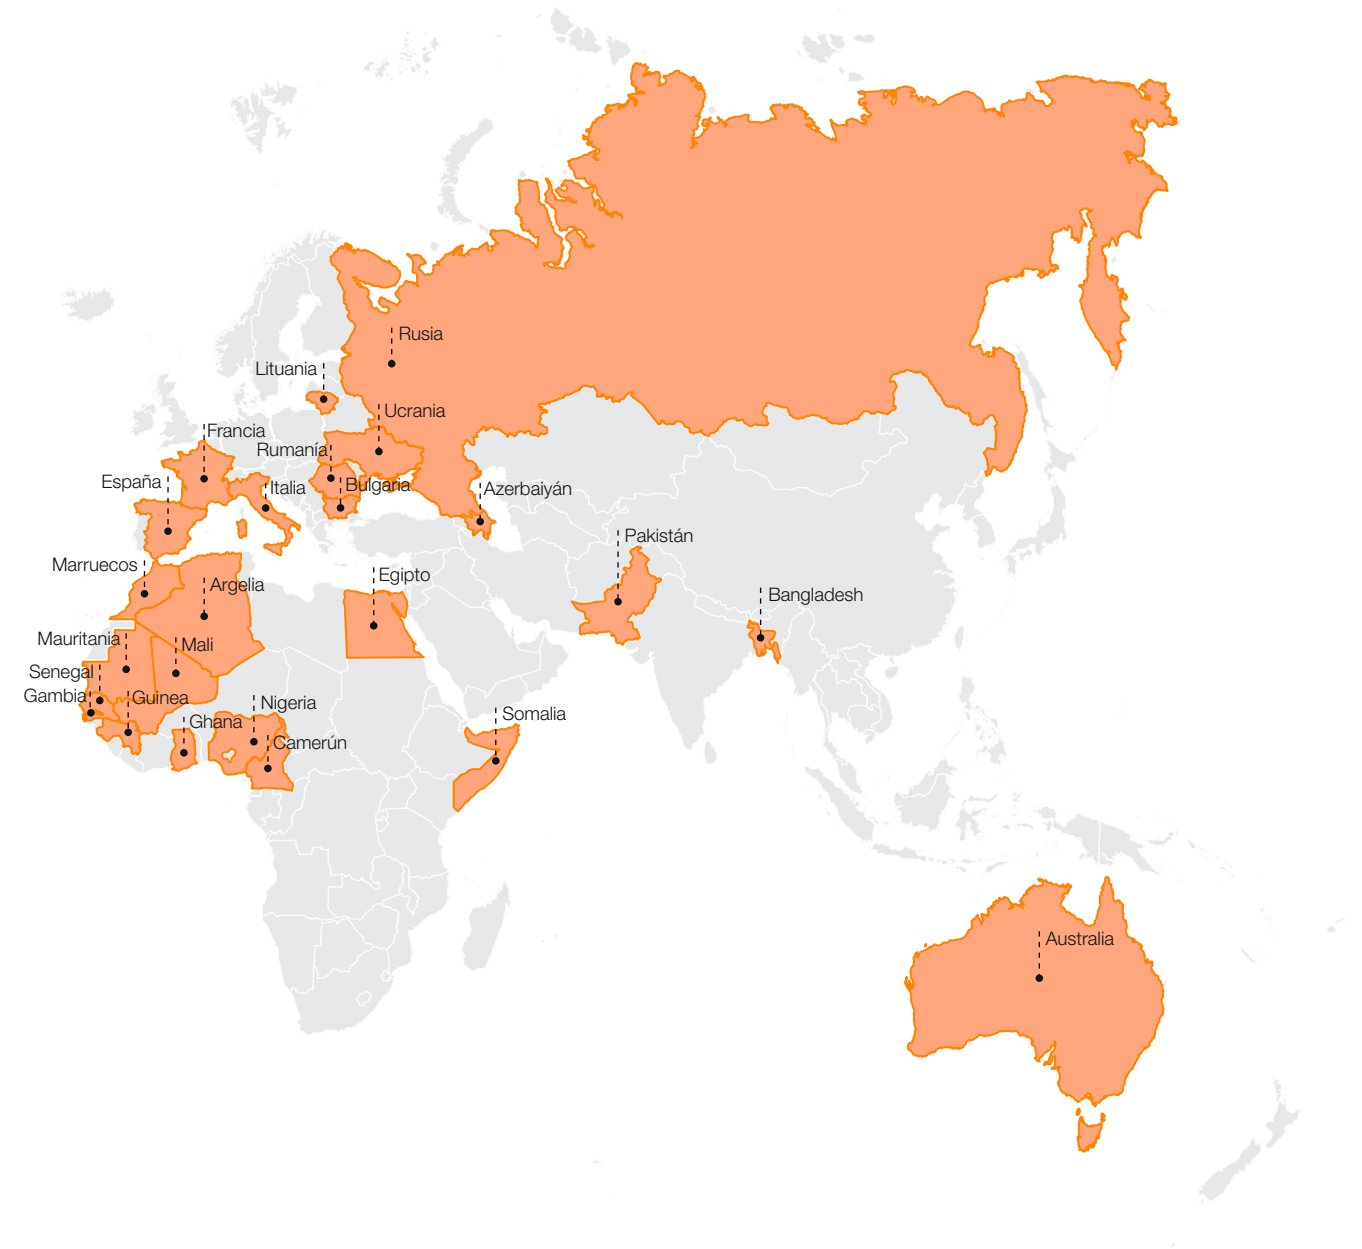 Rusia
Lituania
Ucrania
Francia
Rumanía
España
Italia
Bulgaria
Azerbaiyán
Pakistán
Marruecos
Argelia
Egipto
Bangladesh
Mauritania
Mali
Senegal
Gambia
Guinea
Nigeria
Ghana
Somalia
Camerún
Australia